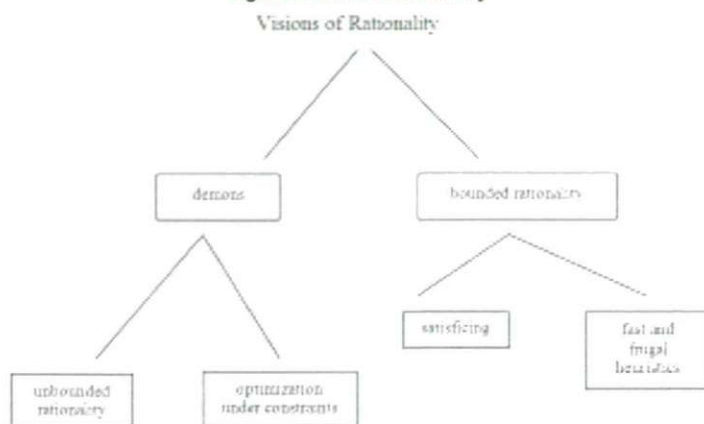 Visions of Rationality
demons
bounded rationality
satisficing
fast and
frugal
heuristics
unbounded
rationality
optimization
under constraints